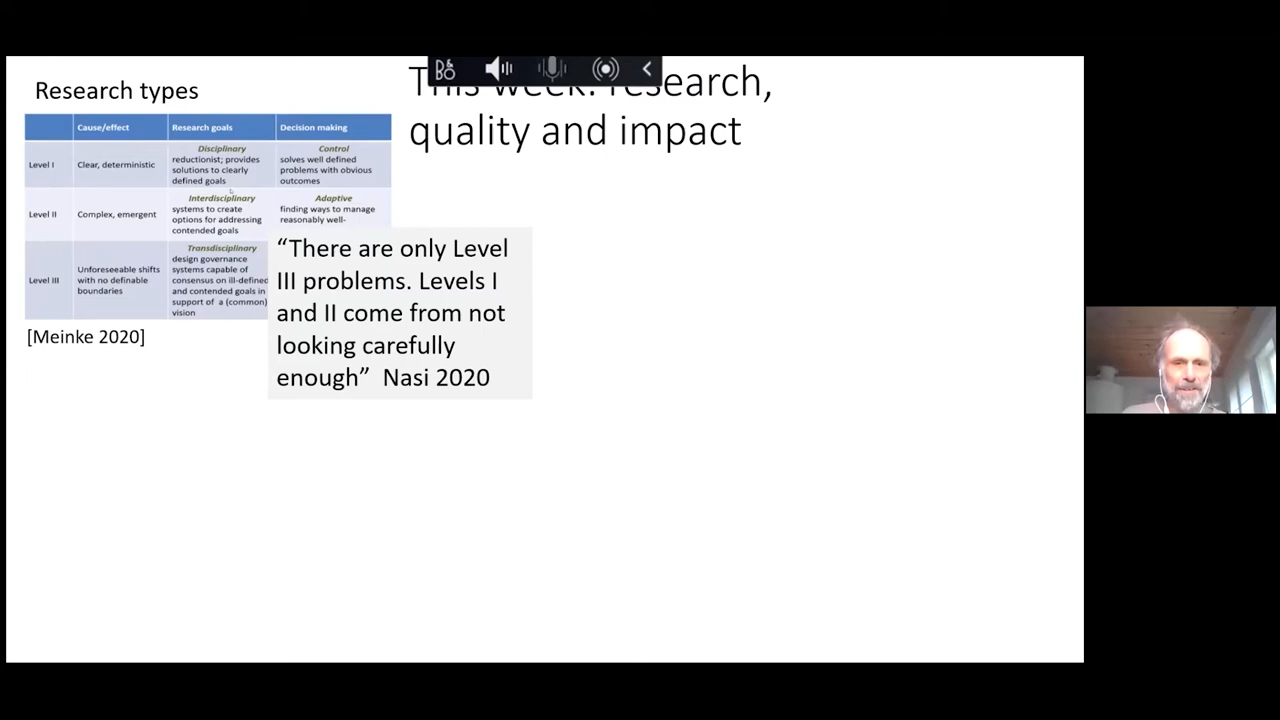 Research types
This week: research,
quality and impact
Cause/effect
Research goals
Decision making
Level I
Clear, deterministic
Disciplinary
reductionist; provides
solutions to clearly
defined goals
Control
solves well defined
problems with obvious
outcomes
Level II
Complex, emergent
Interdisciplinary
systems to create
options for addressing
contended goals
Adaptive
finding ways to manage
reasonably well-
Level III
Unforeseeable shifts
with no definable
boundaries
Transdisciplinary
design governance
systems capable of
consensus on ill-defined
and contended goals in
support of a (common)
vision
“There are only Level
III problems. Levels I
and II come from not
looking carefully
enough” Nasi 2020
[Meinke 2020]